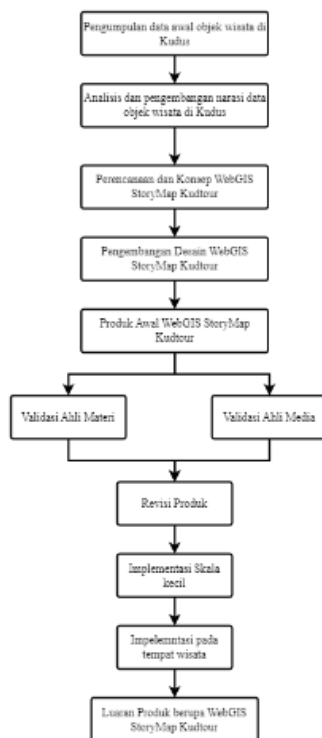 Pengumpulan data awal objek wisata di
Kudus
Analisis dan pengembangan narasi data
objek wisata di Kudus
Perencanaan dan Konsep WebGIS
StoryMap Kudtour
Pengembangan Desain WebGIS
StoryMap Kudtour
Produk Awal WebGIS StoryMap
Kudtour
Validasi Ahli Materi
Validasi Ahli Media
Revisi Produk
Implementasi Skala
kecil
Impelemntasi pada
tempat wisata
Luaran Produk berupa WebGIS
StoryMap Kudtour